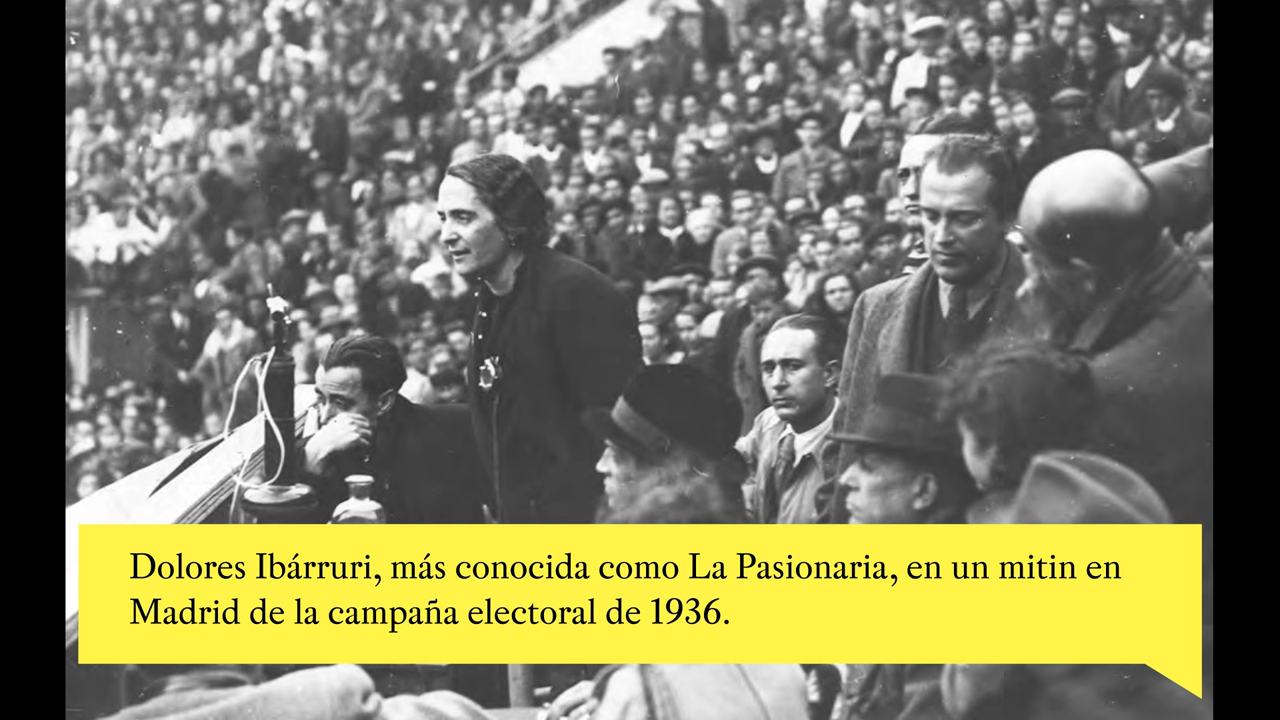 Dolores Ibárruri, más conocida como La Pasionaria, en un mitin en
Madrid de la campaña electoral de 1936.